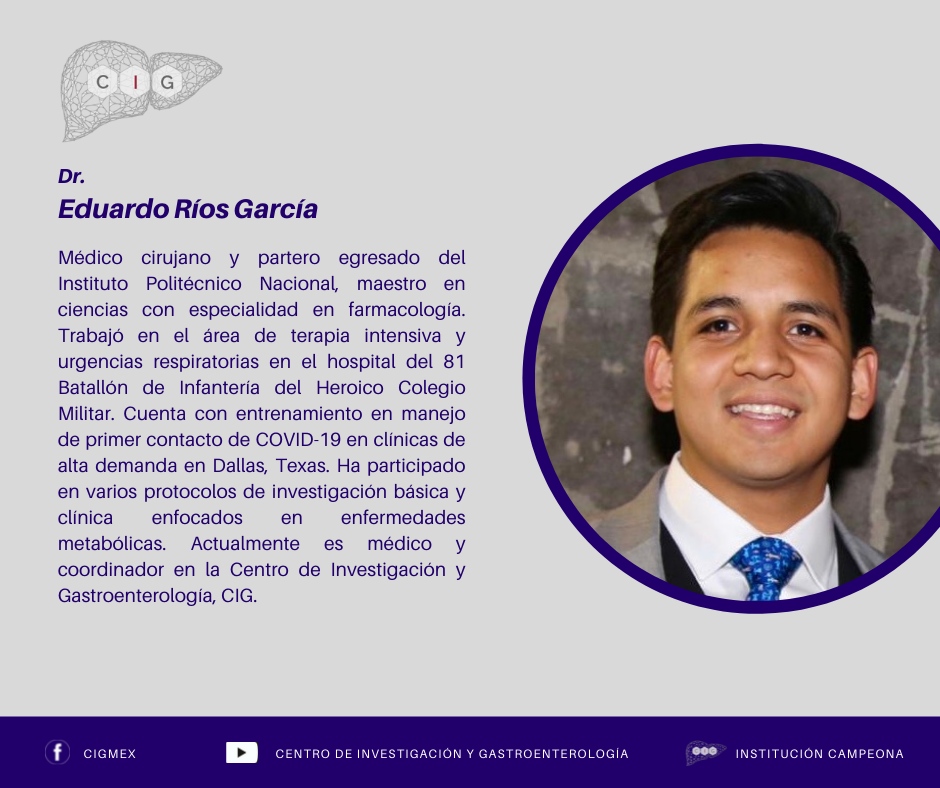 C I G
Dr.
Eduardo Ríos García
Médico cirujano y partero egresado del
Instituto Politécnico Nacional, maestro en
ciencias con especialidad en farmacología.
Trabajó en el área de terapia intensiva y
urgencias respiratorias en el hospital del 81
Batallón de Infantería del Heroico Colegio
Militar. Cuenta con entrenamiento en manejo
de primer contacto de COVID-19 en clínicas de
alta demanda en Dallas, Texas. Ha participado
en varios protocolos de investigación básica y
clínica enfocados en enfermedades
metabólicas. Actualmente es médico y
coordinador en la Centro de Investigación y
Gastroenterología, CIG.
CIGMEX
CENTRO DE INVESTIGACIÓN Y GASTROENTEROLOGÍA
CIG
INSTITUCIÓN CAMPEONA